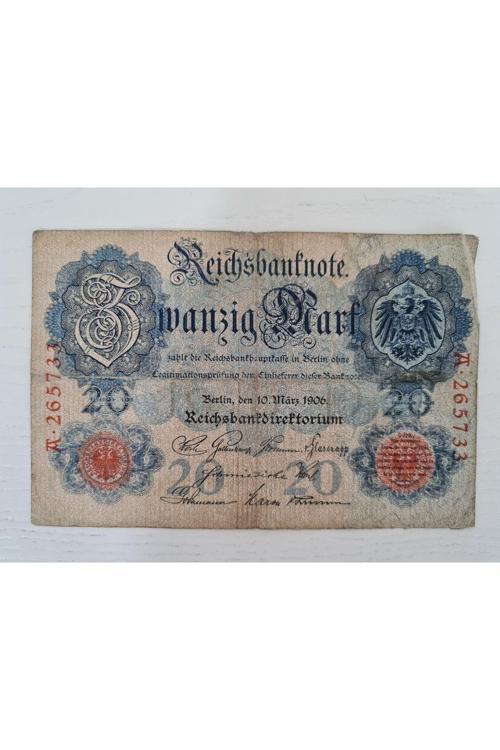 Reichsbanknote.
Zwanzig Mark
zahlt die Reichsbankhauptkasse in Berlin ohne
Legitimationsprüfung dem Einlieferer dieser Banknote
Berlin, den 10. März 1906.
Reichsbankdirektorium
A·265733
A·265733
20
20
20
20